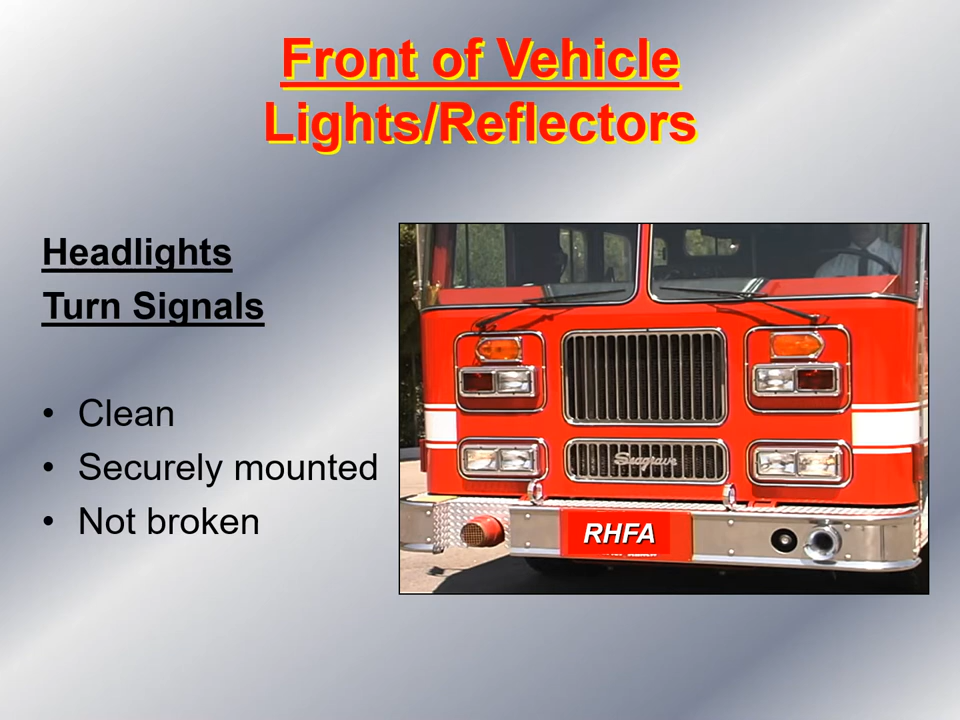 Front of Vehicle
Lights/Reflectors
Headlights
Turn Signals
• Clean
• Securely mounted
• Not broken
Seagrave
RHFA